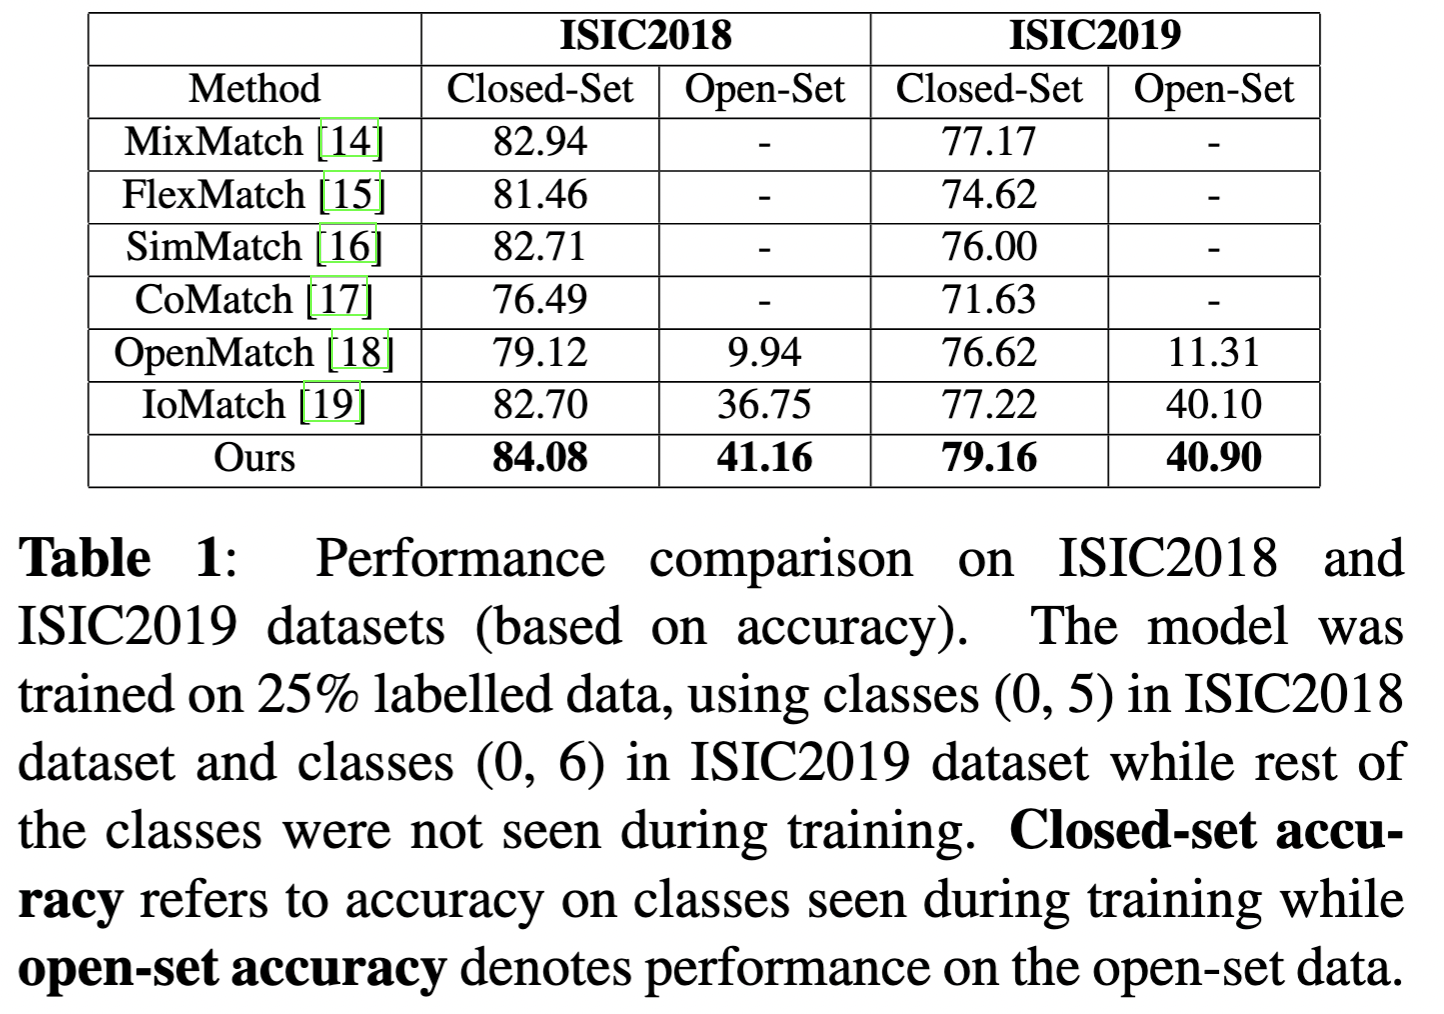 ISIC2018 ISIC2019
Method Closed-Set Open-Set Closed-Set Open-Set
MixMatch [14] 82.94 - 77.17 -
FlexMatch [15] 81.46 - 74.62 -
SimMatch [16] 82.71 - 76.00 -
CoMatch [17] 76.49 - 71.63 -
OpenMatch [18] 79.12 9.94 76.62 11.31
IoMatch [19] 82.70 36.75 77.22 40.10
Ours 84.08 41.16 79.16 40.90
Table 1: Performance comparison on ISIC2018 and
ISIC2019 datasets (based on accuracy). The model was
trained on 25% labelled data, using classes (0, 5) in ISIC2018
dataset and classes (0, 6) in ISIC2019 dataset while rest of
the classes were not seen during training. Closed-set accu-
racy refers to accuracy on classes seen during training while
open-set accuracy denotes performance on the open-set data.